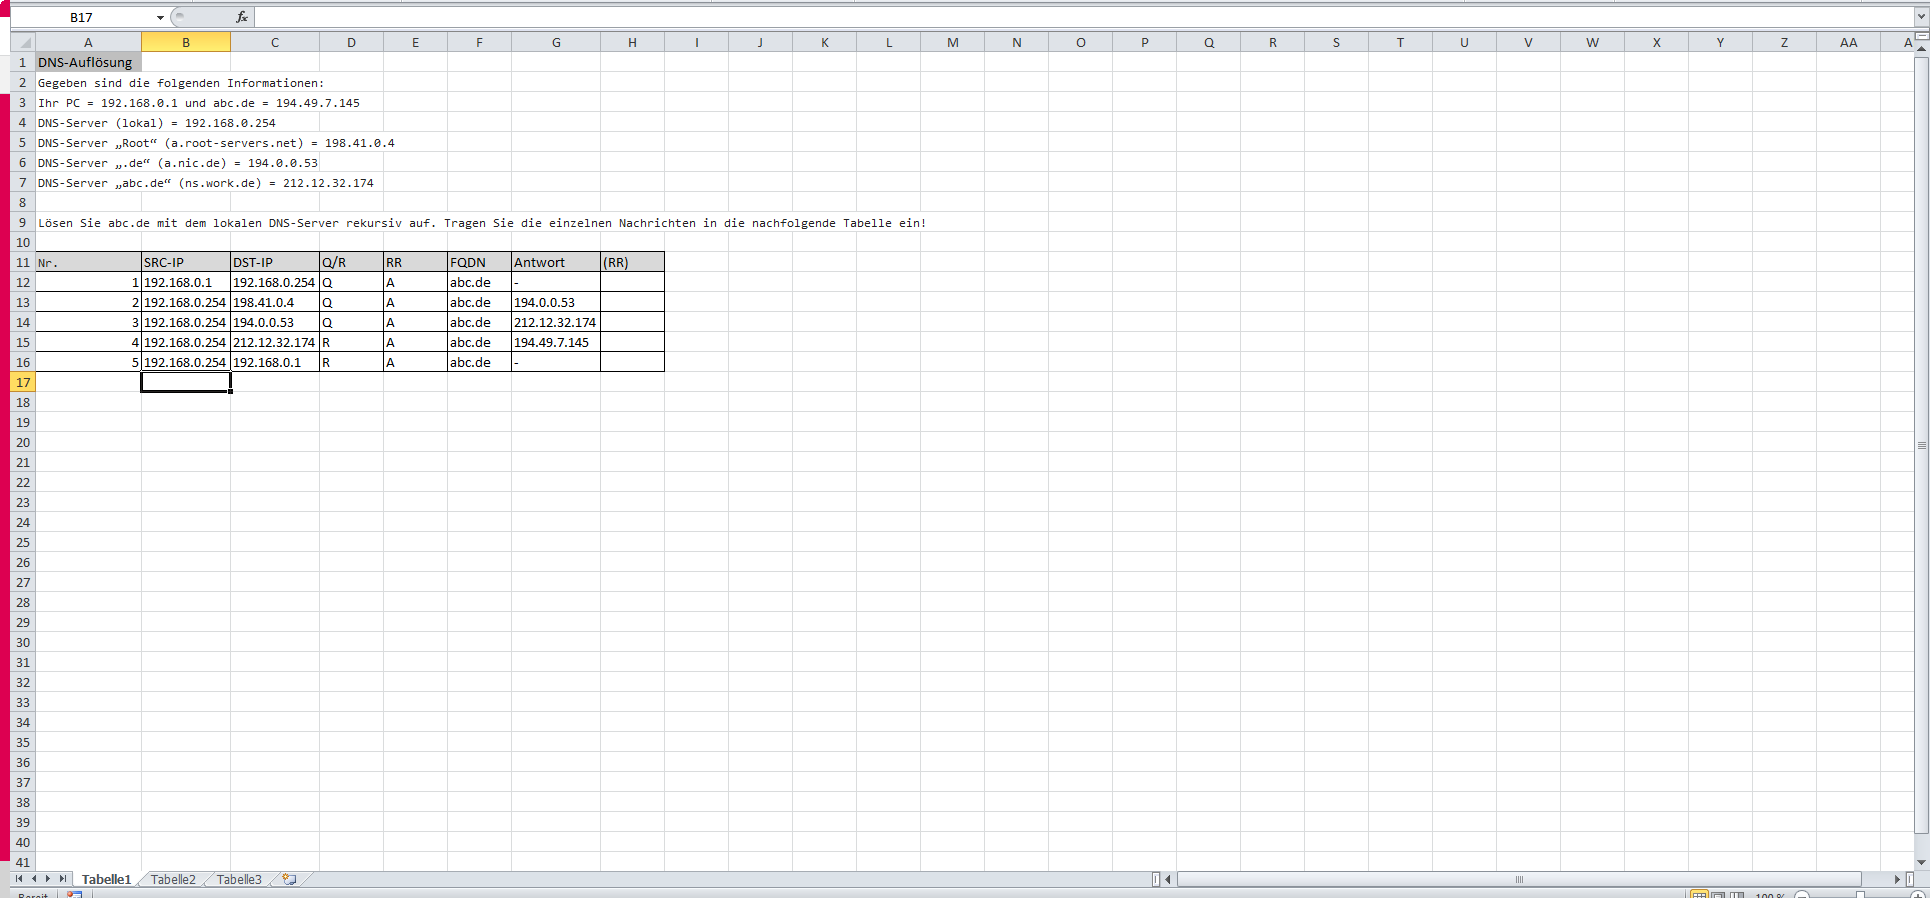 B17 fx
A B C D E F G H I J K L M N O P Q R S T U V W X Y Z AA A
1 DNS-Auflösung
2 Gegeben sind die folgenden Informationen:
3 Ihr PC = 192.168.0.1 und abc.de = 194.49.7.145
4 DNS-Server (lokal) = 192.168.0.254
5 DNS-Server „Root“ (a.root-servers.net) = 198.41.0.4
6 DNS-Server „.de“ (a.nic.de) = 194.0.0.53
7 DNS-Server „abc.de“ (ns.work.de) = 212.12.32.174
8
9 Lösen Sie abc.de mit dem lokalen DNS-Server rekursiv auf. Tragen Sie die einzelnen Nachrichten in die nachfolgende Tabelle ein!
10
11 Nr. SRC-IP DST-IP Q/R RR FQDN Antwort (RR)
12 1 192.168.0.1 192.168.0.254 Q A abc.de -
13 2 192.168.0.254 198.41.0.4 Q A abc.de 194.0.0.53
14 3 192.168.0.254 194.0.0.53 Q A abc.de 212.12.32.174
15 4 192.168.0.254 212.12.32.174 R A abc.de 194.49.7.145
16 5 192.168.0.254 192.168.0.1 R A abc.de -
17
18
19
20
21
22
23
24
25
26
27
28
29
30
31
32
33
34
35
36
37
38
39
40
41
Tabelle1 Tabelle2 Tabelle3
Bereit 100 %